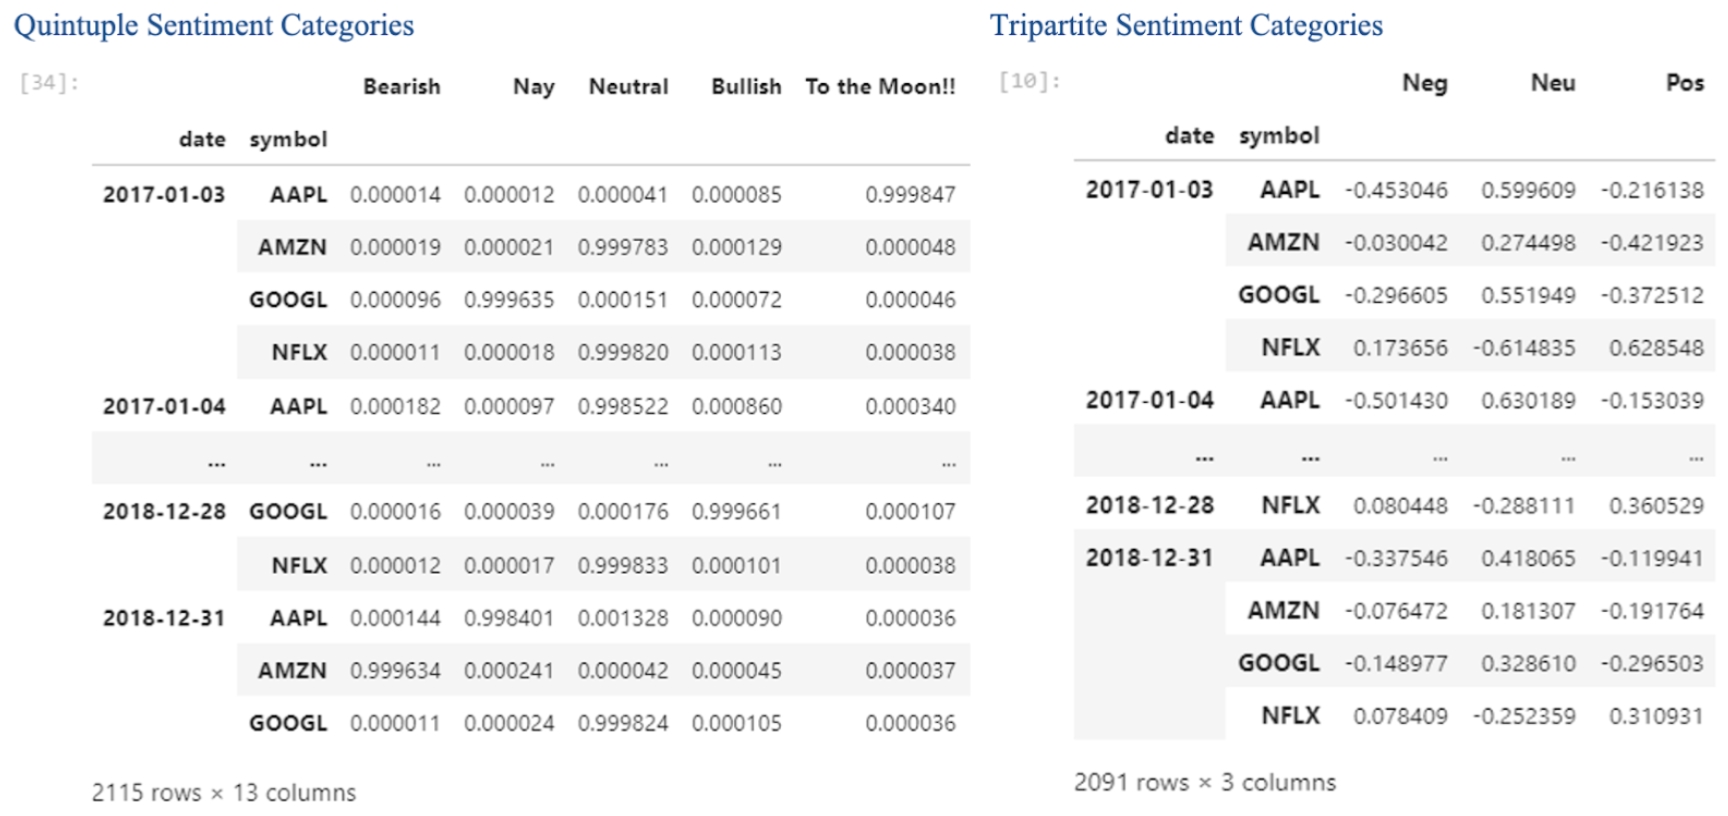 Quintuple Sentiment Categories
[34]:
Bearish Nay Neutral Bullish To the Moon!!
date symbol
2017-01-03 AAPL 0.000014 0.000012 0.000041 0.000085 0.999847
AMZN 0.000019 0.000021 0.999783 0.000129 0.000048
GOOGL 0.000096 0.999635 0.000151 0.000072 0.000046
NFLX 0.000011 0.000018 0.999820 0.000113 0.000038
2017-01-04 AAPL 0.000182 0.000097 0.998522 0.000860 0.000340
... ... ... ... ... ... ...
2018-12-28 GOOGL 0.000016 0.000039 0.000176 0.999661 0.000107
NFLX 0.000012 0.000017 0.999833 0.000101 0.000038
2018-12-31 AAPL 0.000144 0.998401 0.001328 0.000090 0.000036
AMZN 0.999634 0.000241 0.000042 0.000045 0.000037
GOOGL 0.000011 0.000024 0.999824 0.000105 0.000036
2115 rows × 13 columns
Tripartite Sentiment Categories
[10]:
Neg Neu Pos
date symbol
2017-01-03 AAPL -0.453046 0.599609 -0.216138
AMZN -0.030042 0.274498 -0.421923
GOOGL -0.296605 0.551949 -0.372512
NFLX 0.173656 -0.614835 0.628548
2017-01-04 AAPL -0.501430 0.630189 -0.153039
... ... ... ... ...
2018-12-28 NFLX 0.080448 -0.288111 0.360529
2018-12-31 AAPL -0.337546 0.418065 -0.119941
AMZN -0.076472 0.181307 -0.191764
GOOGL -0.148977 0.328610 -0.296503
NFLX 0.078409 -0.252359 0.310931
2091 rows × 3 columns